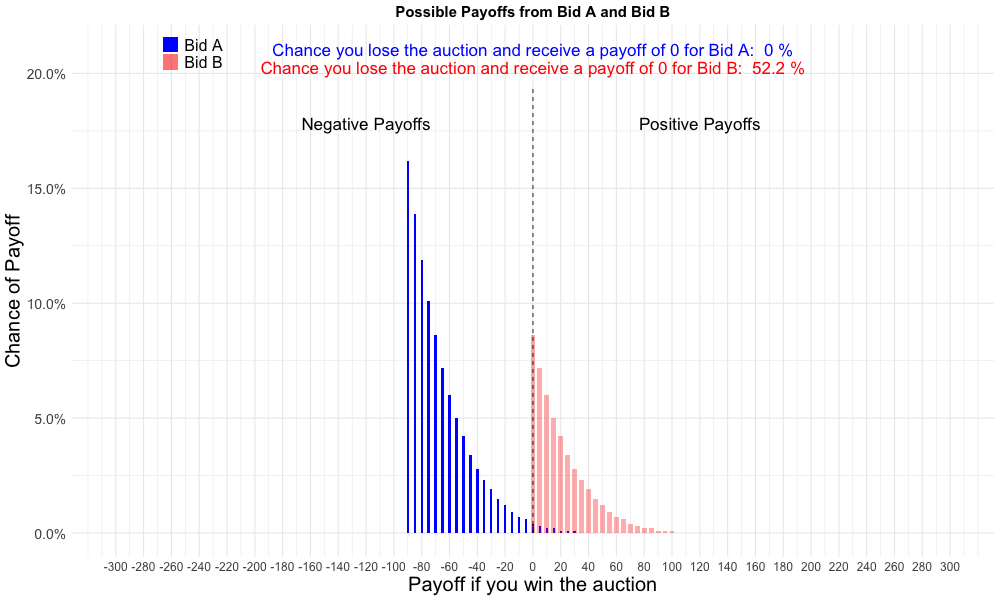 Possible Payoffs from Bid A and Bid B
Bid A
Bid B
Chance you lose the auction and receive a payoff of 0 for Bid A:  0 %
Chance you lose the auction and receive a payoff of 0 for Bid B:  52.2 %
Negative Payoffs
Positive Payoffs
Chance of Payoff
20.0%
15.0%
10.0%
5.0%
0.0%
-300 -280 -260 -240 -220 -200 -180 -160 -140 -120 -100 -80 -60 -40 -20 0 20 40 60 80 100 120 140 160 180 200 220 240 260 280 300
Payoff if you win the auction